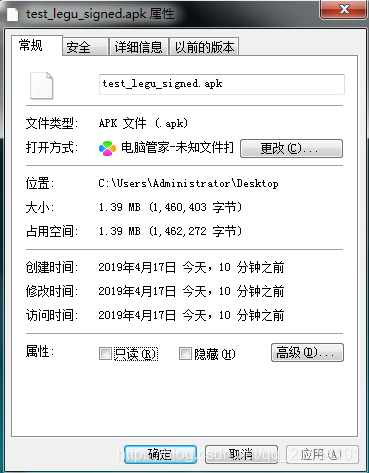 test_legu_signed.apk 属性
常规 安全 详细信息 以前的版本
test_legu_signed.apk
文件类型: APK 文件 (.apk)
打开方式: 电脑管家-未知文件打 更改(C)...
位置: C:\Users\Administrator\Desktop
大小: 1.39 MB (1,460,403 字节)
占用空间: 1.39 MB (1,462,272 字节)
创建时间: 2019年4月17日 今天，10 分钟之前
修改时间: 2019年4月17日 今天，10 分钟之前
访问时间: 2019年4月17日 今天，10 分钟之前
属性: 只读(R) 隐藏(H) 高级(D)...
确定 取消 应用(A)